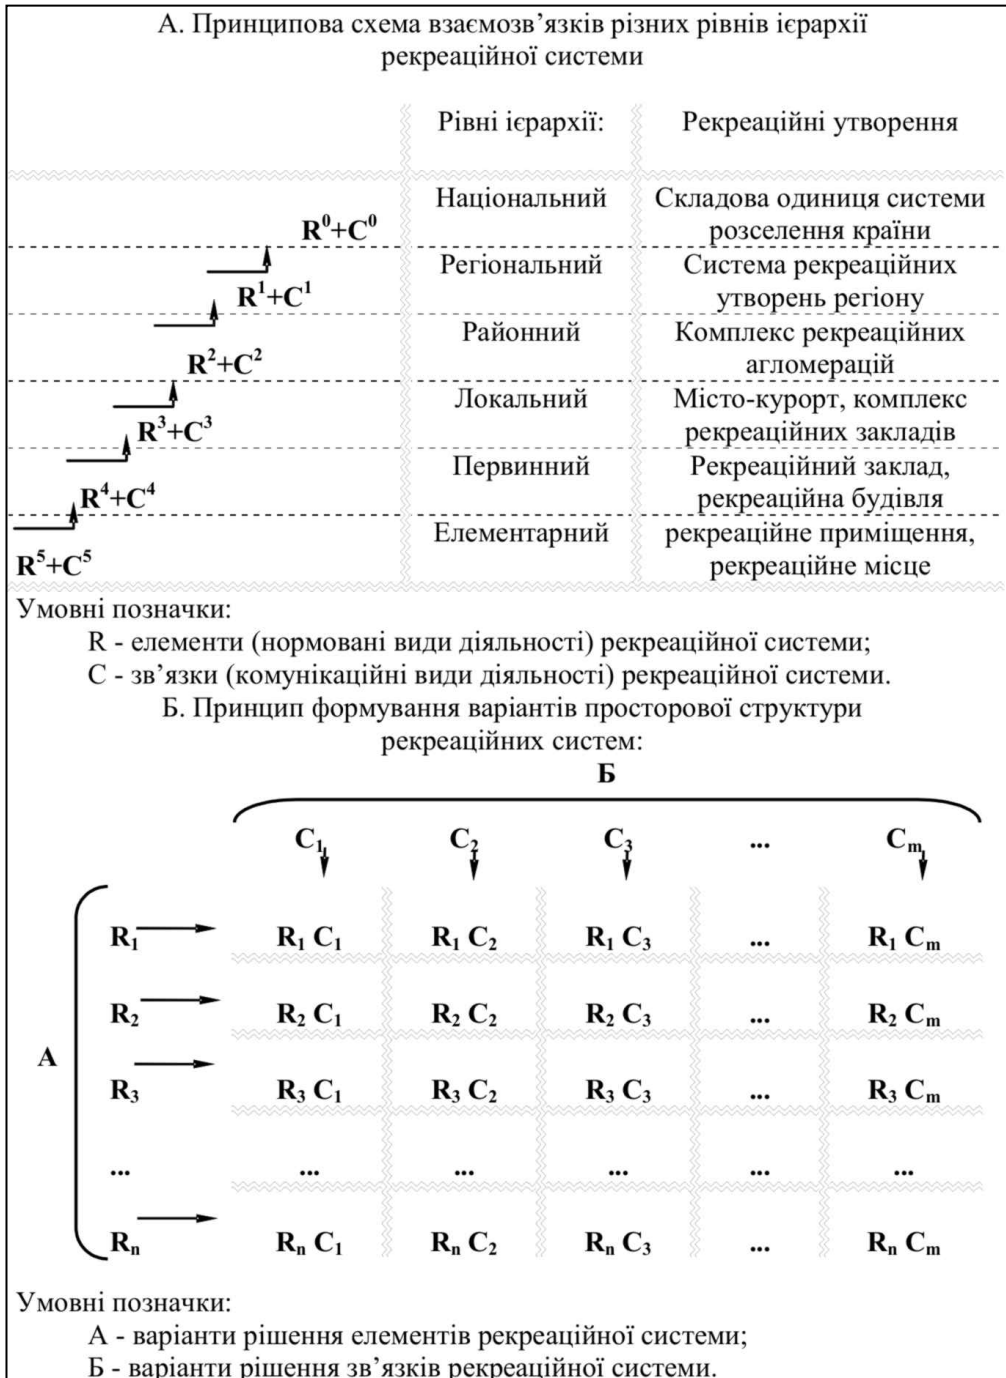 А. Принципова схема взаємозв’язків різних рівнів ієрархії
рекреаційної системи
Рівні ієрархії: Рекреаційні утворення
Національний Складова одиниця системи
R⁰+C⁰ розселення країни
Регіональний Система рекреаційних
R¹+C¹ утворень регіону
Районний Комплекс рекреаційних
R²+C² агломерацій
Локальний Місто-курорт, комплекс
R³+C³ рекреаційних закладів
Первинний Рекреаційний заклад,
R⁴+C⁴ рекреаційна будівля
Елементарний рекреаційне приміщення,
R⁵+C⁵ рекреаційне місце
Умовні позначки:
R - елементи (нормовані види діяльності) рекреаційної системи;
С - зв’язки (комунікаційні види діяльності) рекреаційної системи.
Б. Принцип формування варіантів просторової структури
рекреаційних систем:
Б
C₁ C₂ C₃ ... Cₘ
R₁ R₁ C₁ R₁ C₂ R₁ C₃ ... R₁ Cₘ
R₂ R₂ C₁ R₂ C₂ R₂ C₃ ... R₂ Cₘ
А
R₃ R₃ C₁ R₃ C₂ R₃ C₃ ... R₃ Cₘ
... ... ... ... ... ...
Rₙ Rₙ C₁ Rₙ C₂ Rₙ C₃ ... Rₙ Cₘ
Умовні позначки:
А - варіанти рішення елементів рекреаційної системи;
Б - варіанти рішення зв’язків рекреаційної системи.